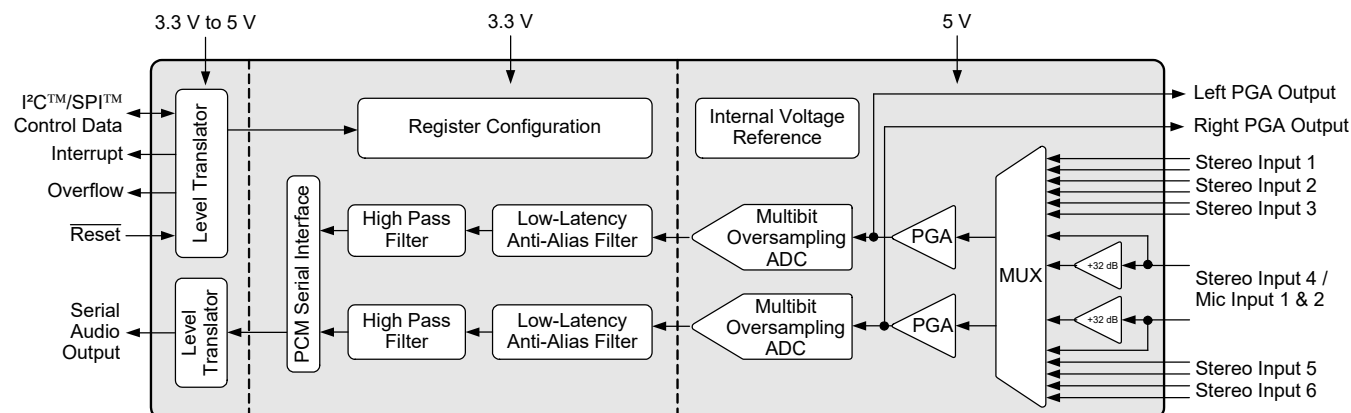 3.3 V to 5 V
3.3 V
5 V
I²C™/SPI™
Control Data
Interrupt
Overflow
Reset
Serial
Audio
Output
Level Translator
Level
Translator
Register Configuration
PCM Serial Interface
High Pass
Filter
Low-Latency
Anti-Alias Filter
High Pass
Filter
Low-Latency
Anti-Alias Filter
Internal Voltage
Reference
Multibit
Oversampling
ADC
Multibit
Oversampling
ADC
PGA
PGA
MUX
+32 dB
+32 dB
Left PGA Output
Right PGA Output
Stereo Input 1
Stereo Input 2
Stereo Input 3
Stereo Input 4 /
Mic Input 1 & 2
Stereo Input 5
Stereo Input 6